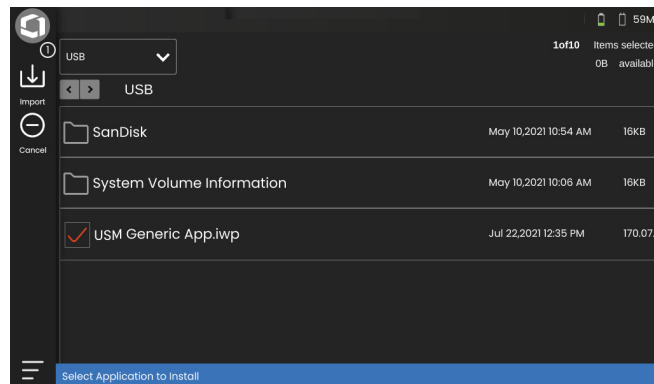 59M
1
USB
1of10 Items selecte
0B availabl
< > USB
Import
SanDisk May 10,2021 10:54 AM 16KB
Cancel
System Volume Information May 10,2021 10:06 AM 16KB
USM Generic App.iwp Jul 22,2021 12:35 PM 170.07.
Select Application to Install